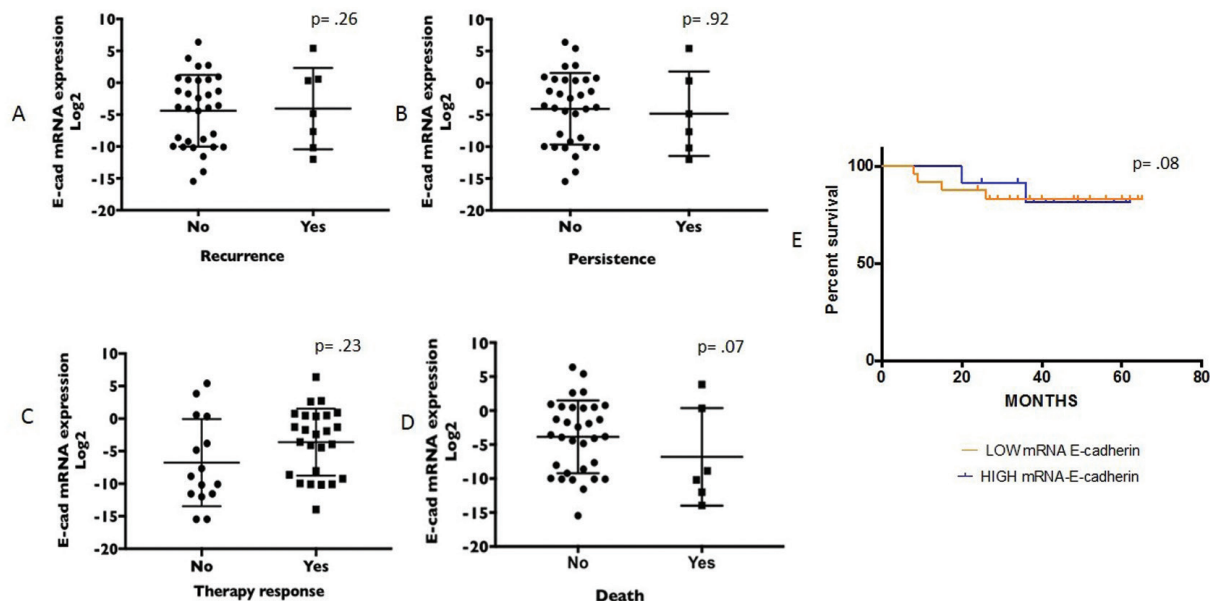 A
E-cad mRNA expression
Log2
10
5
0
-5
-10
-15
-20
p= .26
No
Yes
Recurrence
B
E-cad mRNA expression
Log2
10
5
0
-5
-10
-15
-20
p= .92
No
Yes
Persistence
C
E-cad mRNA expression
Log2
10
5
0
-5
-10
-15
-20
p= .23
No
Yes
Therapy response
D
E-cad mRNA expression
Log2
10
5
0
-5
-10
-15
-20
p= .07
No
Yes
Death
E
Percent survival
100
50
0
p= .08
0
20
40
60
80
MONTHS
LOW mRNA E-cadherin
HIGH mRNA-E-cadherin